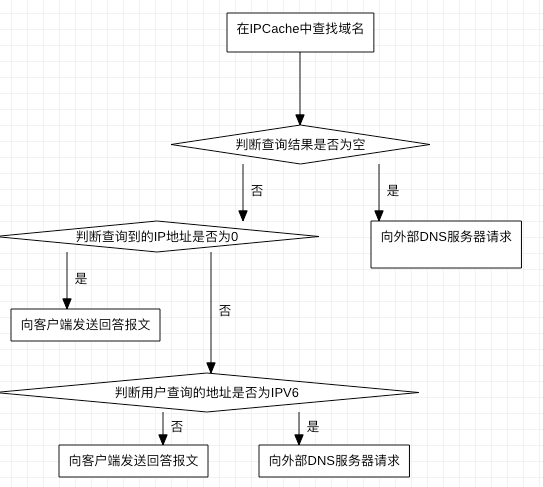 在IPCache中查找域名
判断查询结果是否为空
否
是
判断查询到的IP地址是否为0
向外部DNS服务器请求
是
否
向客户端发送回答报文
判断用户查询的地址是否为IPV6
否
是
向客户端发送回答报文
向外部DNS服务器请求